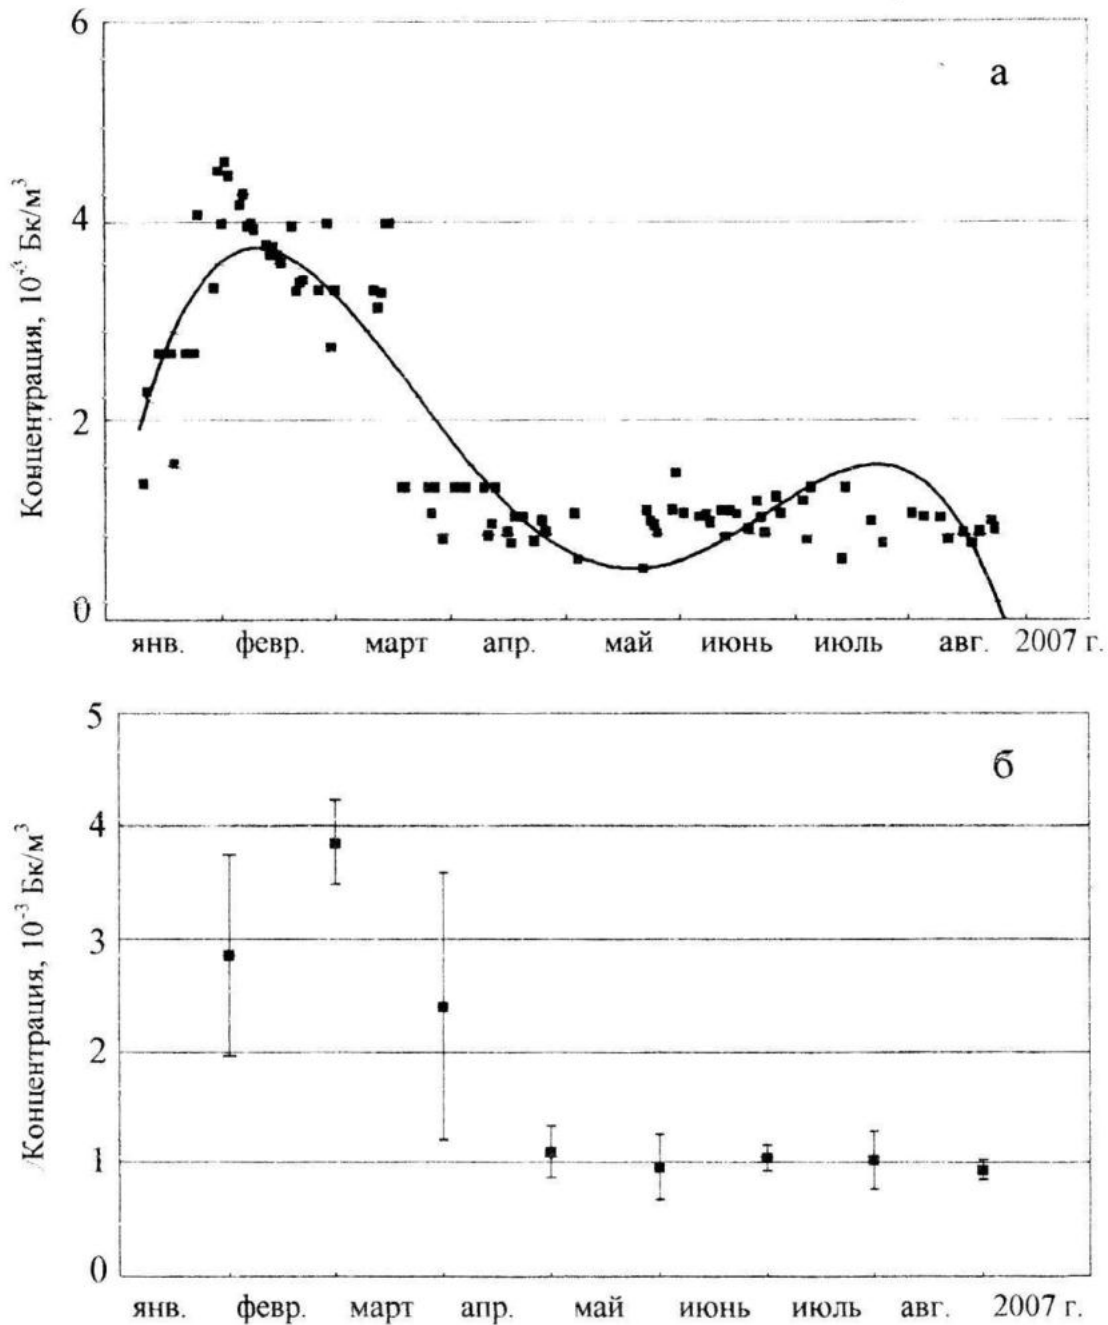 6
а
4
2
0
Концентрация, 10⁻³ Бк/м³
янв. февр. март апр. май июнь июль авг. 2007 г.
5
б
4
3
2
1
0
Концентрация, 10⁻³ Бк/м³
янв. февр. март апр. май июнь июль авг. 2007 г.